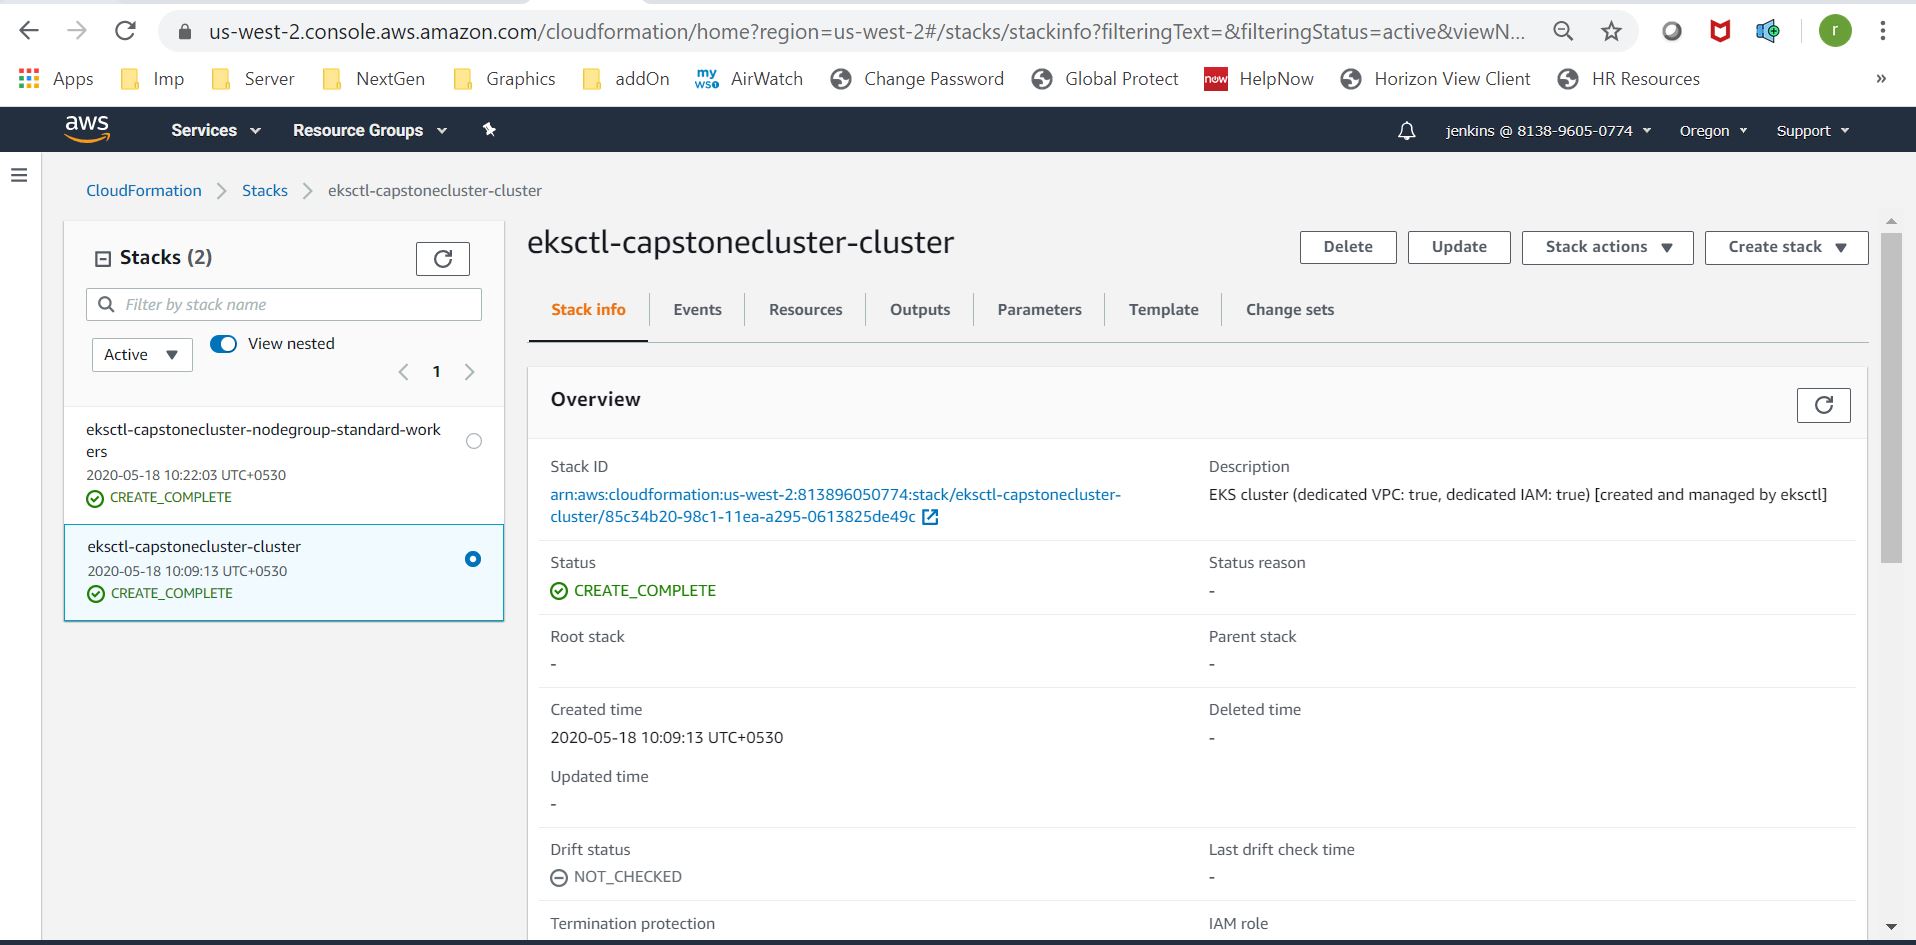 us-west-2.console.aws.amazon.com/cloudformation/home?region=us-west-2#/stacks/stackinfo?filteringText=&filteringStatus=active&viewN...
r
Apps Imp Server NextGen Graphics addOn my wso1 AirWatch Change Password Global Protect now HelpNow Horizon View Client HR Resources »
aws Services Resource Groups jenkins @ 8138-9605-0774 Oregon Support
CloudFormation Stacks eksctl-capstonecluster-cluster
Stacks (2)
Filter by stack name
Active View nested
1
eksctl-capstonecluster-nodegroup-standard-work
ers
2020-05-18 10:22:03 UTC+0530
CREATE_COMPLETE
eksctl-capstonecluster-cluster
2020-05-18 10:09:13 UTC+0530
CREATE_COMPLETE
eksctl-capstonecluster-cluster
Delete Update Stack actions Create stack
Stack info Events Resources Outputs Parameters Template Change sets
Overview
Stack ID
arn:aws:cloudformation:us-west-2:813896050774:stack/eksctl-capstonecluster-
cluster/85c34b20-98c1-11ea-a295-0613825de49c
Description
EKS cluster (dedicated VPC: true, dedicated IAM: true) [created and managed by eksctl]
Status
CREATE_COMPLETE
Status reason
-
Root stack
-
Parent stack
-
Created time
2020-05-18 10:09:13 UTC+0530
Deleted time
-
Updated time
-
Drift status
NOT_CHECKED
Last drift check time
-
Termination protection
IAM role